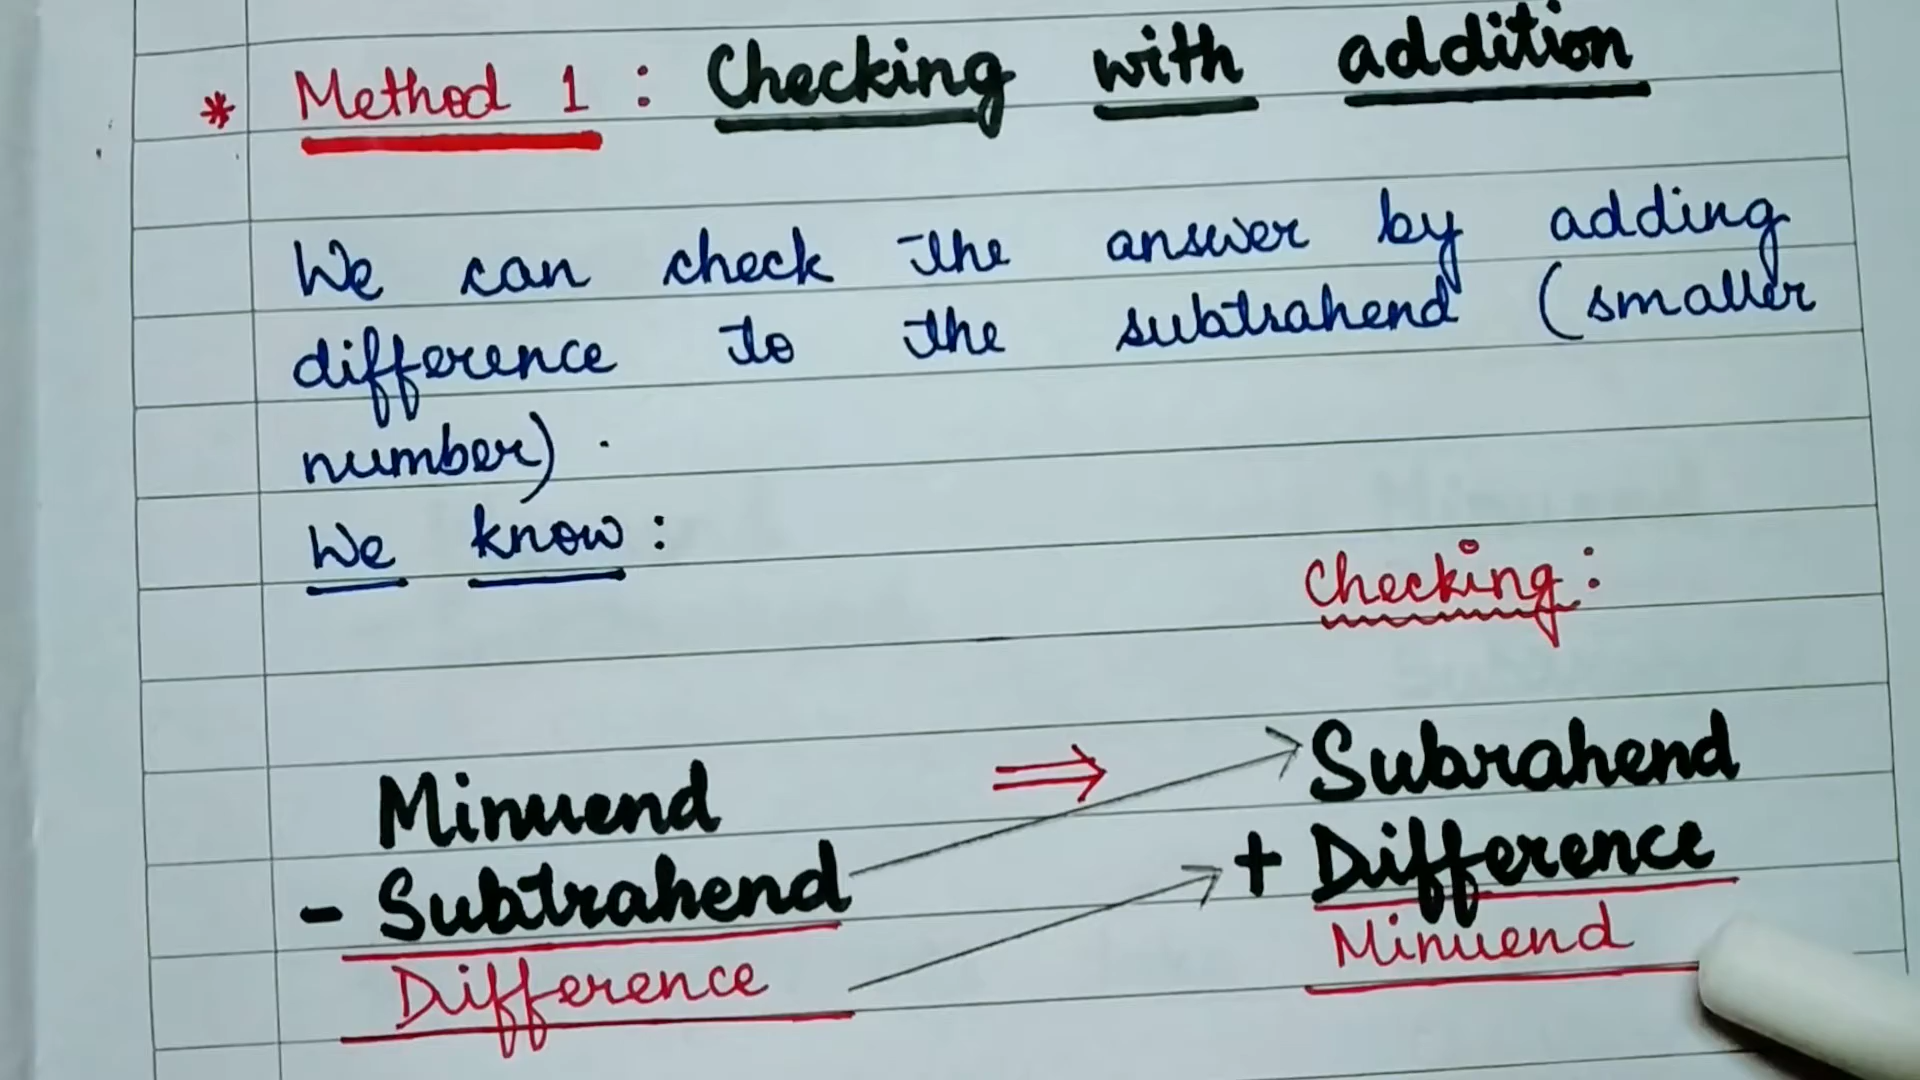 * Method 1 : Checking with addition
We can check the answer by adding
difference to the subtrahend (smaller
number) .
We know :
Checking :
Minuend ⇒ Subrahend
- Subtrahend + Difference
Difference Minuend